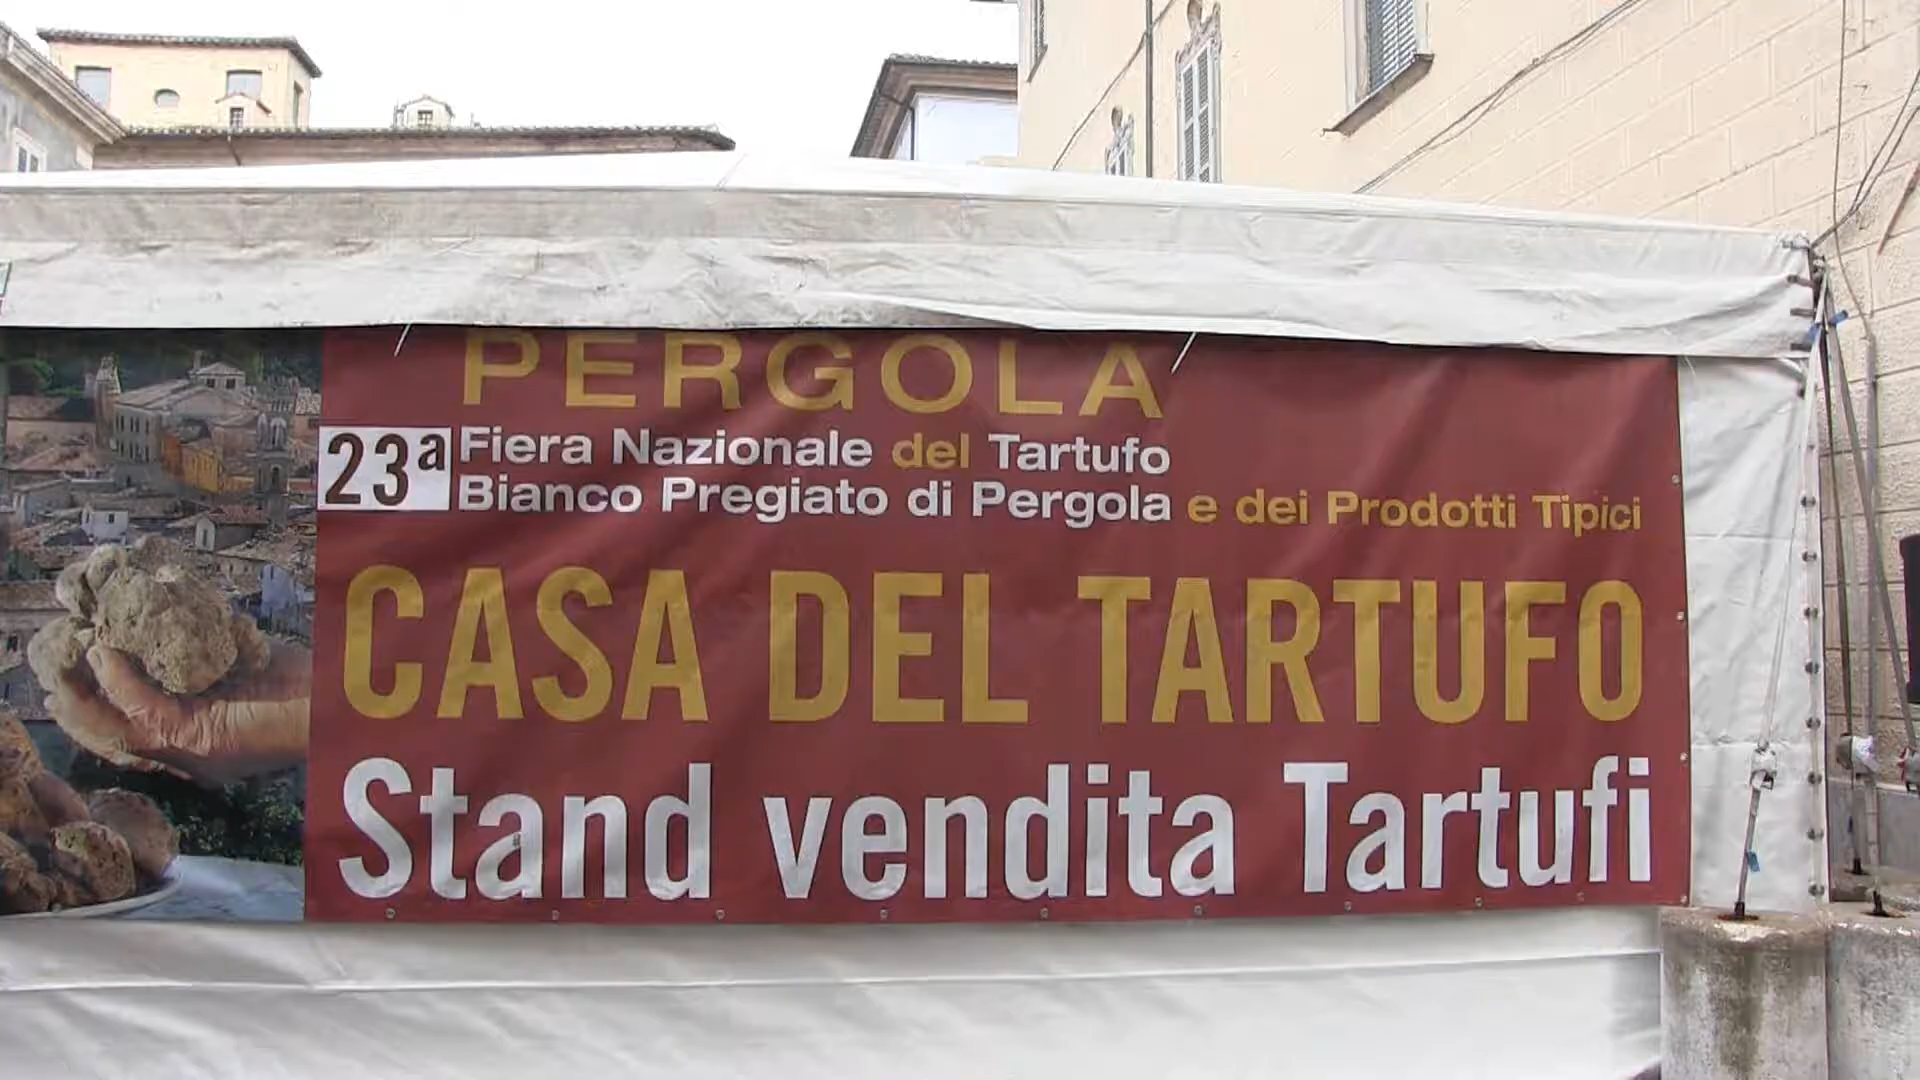 PERGOLA
23ª Fiera Nazionale del Tartufo
Bianco Pregiato di Pergola e dei Prodotti Tipici
CASA DEL TARTUFO
Stand vendita Tartufi